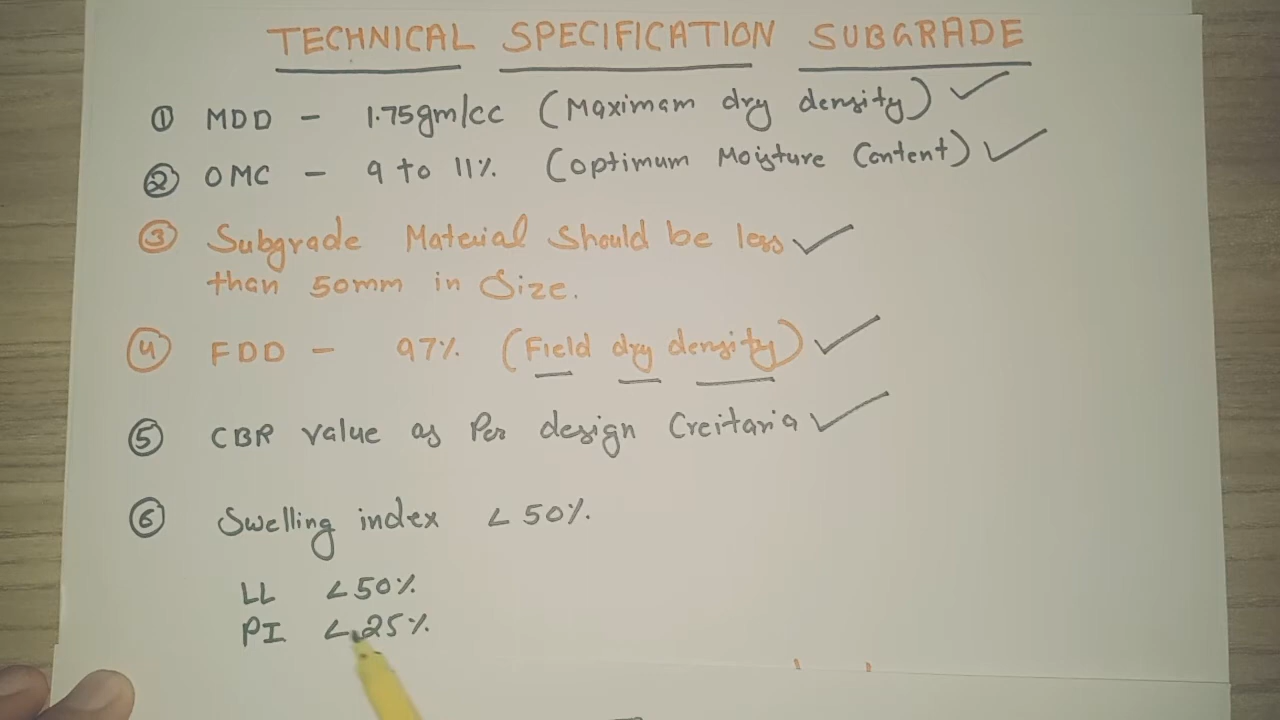 TECHNICAL SPECIFICATION SUBGRADE
① MDD - 1.75gm/cc (Maximam dry density) ✓
② OMC - 9 to 11% (Optimum Moisture Content) ✓
③ Subgrade Material Should be less ✓
than 50mm in Size.
④ FDD - 97% (Field dry density) ✓
⑤ CBR value as Per design Creitaria ✓
⑥ Swelling index < 50%.
LL < 50%
PI < 25%